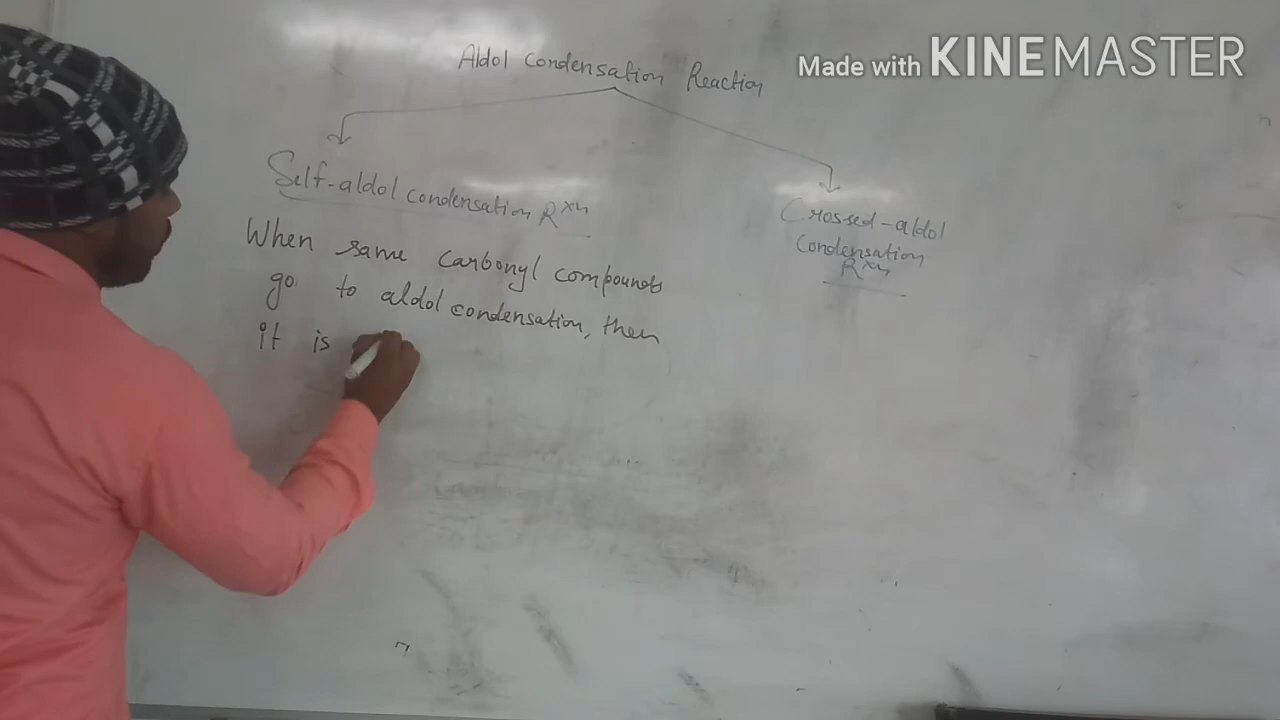 Made with KINEMASTER
Aldol Condensation Reaction
Self-aldol condensation Rxn
When same carbonyl compounds
go to aldol condensation, then
it is
Crossed-aldol
Condensation
Rxn